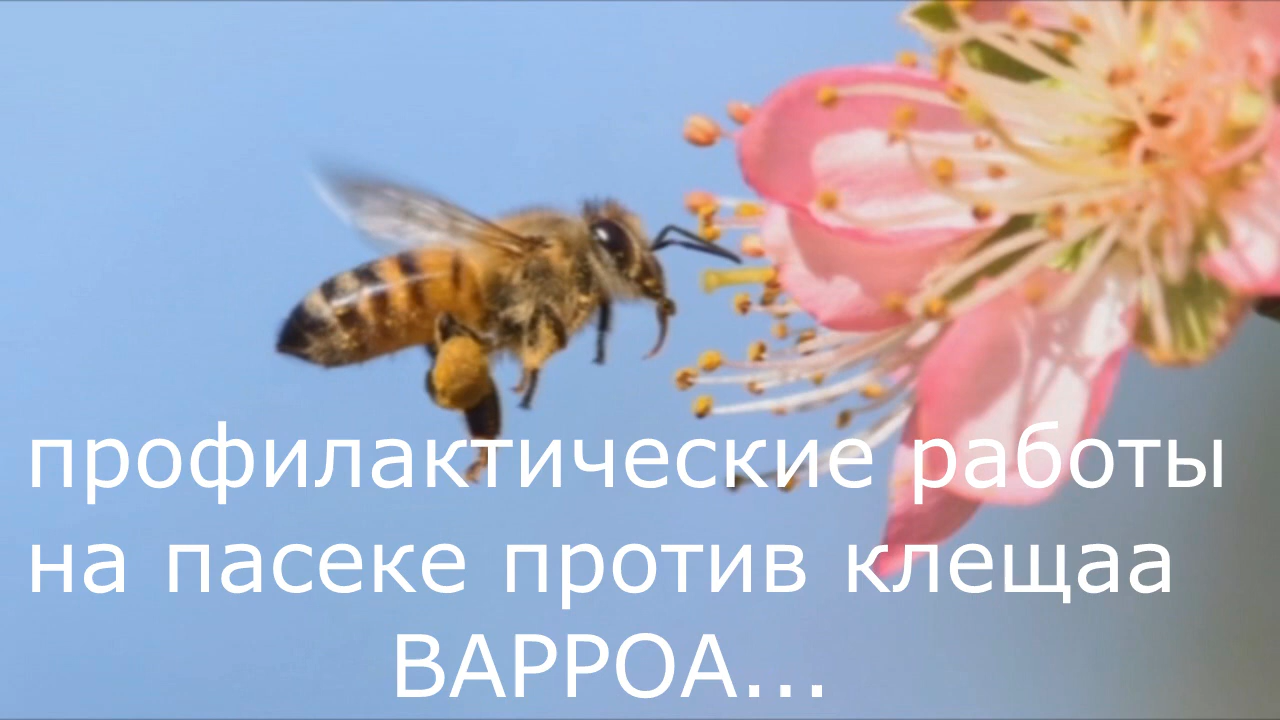 профилактические работы
на пасеке против клещаа
ВАРРОА...